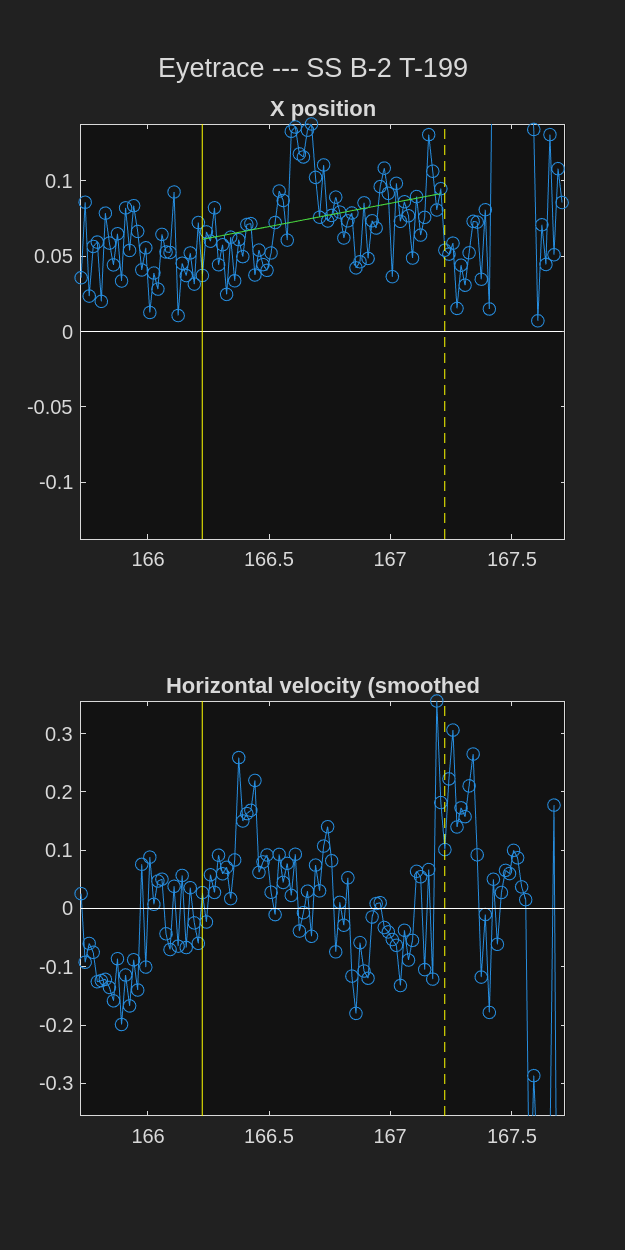 Eyetrace --- SS B-2 T-199
X position
0.1
0.05
0
-0.05
-0.1
166 166.5 167 167.5
Horizontal velocity (smoothed
0.3
0.2
0.1
0
-0.1
-0.2
-0.3
166 166.5 167 167.5